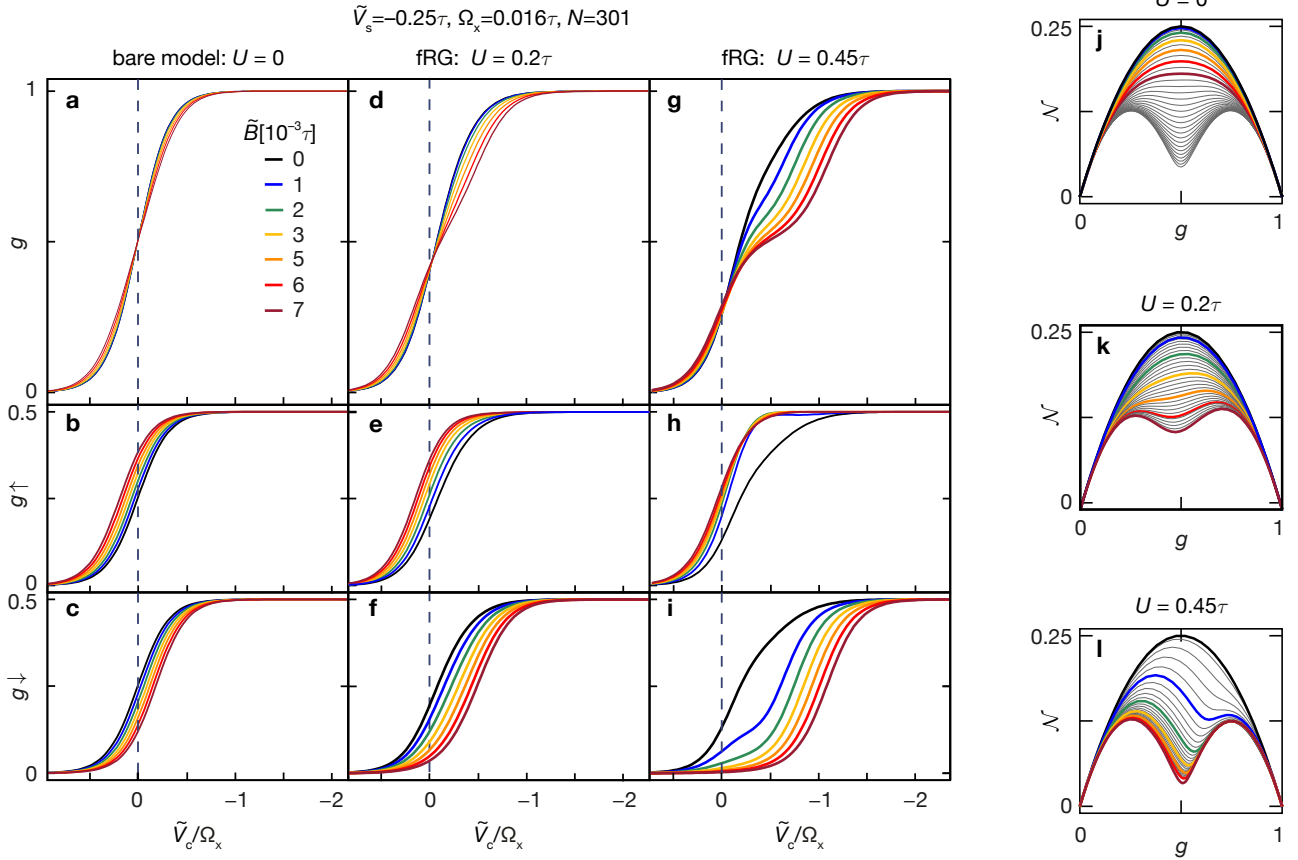 Ṽs=−0.25τ, Ωx=0.016τ, N=301
bare model: U = 0
fRG: U = 0.2τ
fRG: U = 0.45τ
a
d
g
1
g
0
B̃[10⁻³τ]
0
1
2
3
5
6
7
b
e
h
0.5
g↑
0
c
f
i
0.5
g↓
0
0
−1
−2
0
−1
−2
0
−1
−2
Ṽc/Ωx
Ṽc/Ωx
Ṽc/Ωx
j
0.25
𝒩
0
0
g
1
U = 0.2τ
k
0.25
𝒩
0
0
g
1
U = 0.45τ
l
0.25
𝒩
0
0
g
1